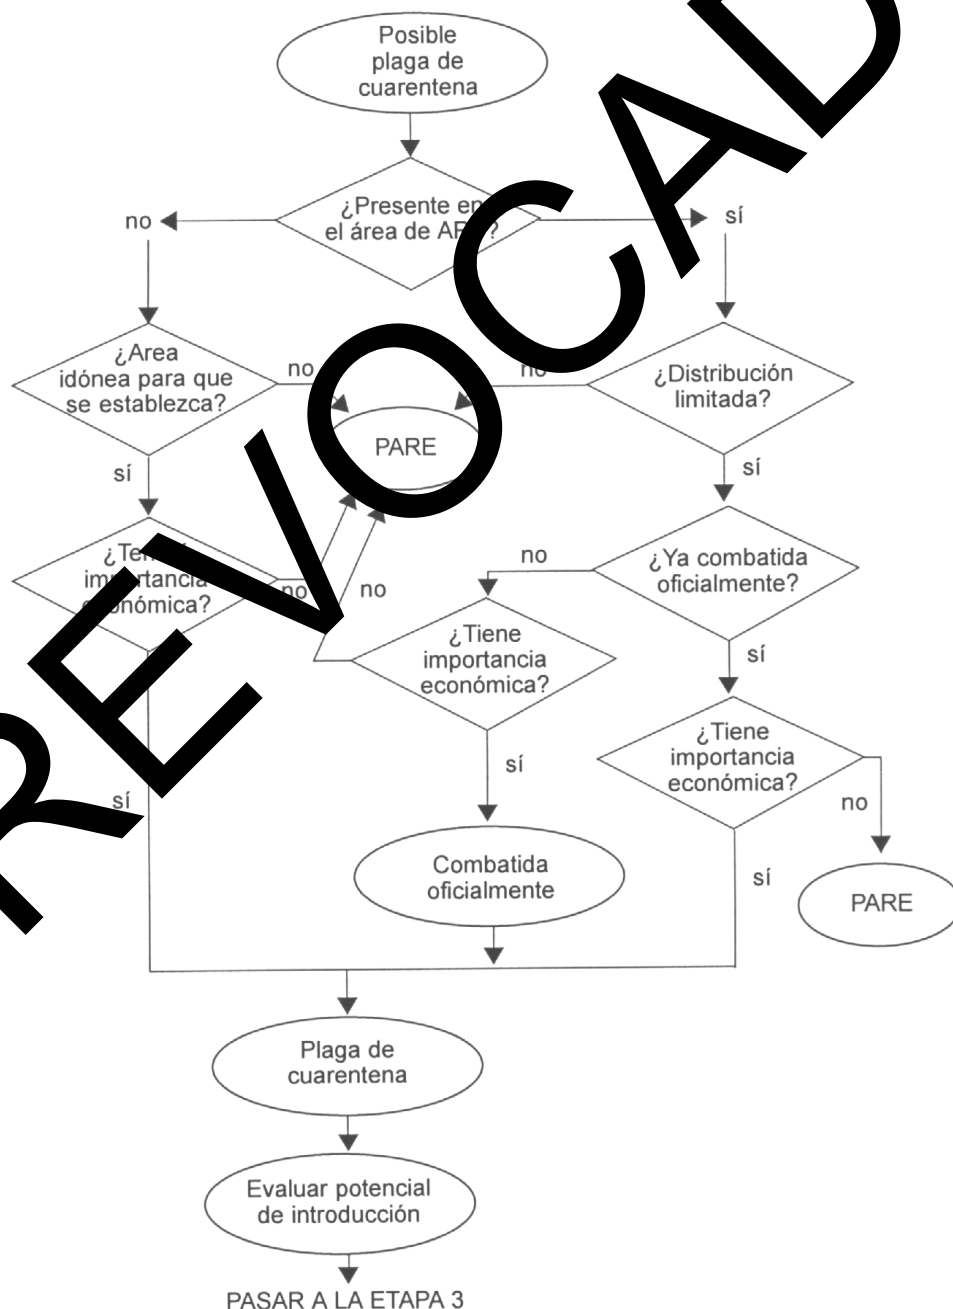 Posible
plaga de
cuarentena
¿Presente en
el área de
no
sí
¿Area
idónea para que
se establezca?
no
no
¿Distribución
limitada?
PARE
sí
sí
importancia
económica?
no
no
no
¿Ya combatida
oficialmente?
¿Tiene
importancia
económica?
sí
¿Tiene
importancia
económica?
sí
no
sí
Combatida
oficialmente
sí
PARE
Plaga de
cuarentena
Evaluar potencial
de introducción
PASAR A LA ETAPA 3
REVOCAD